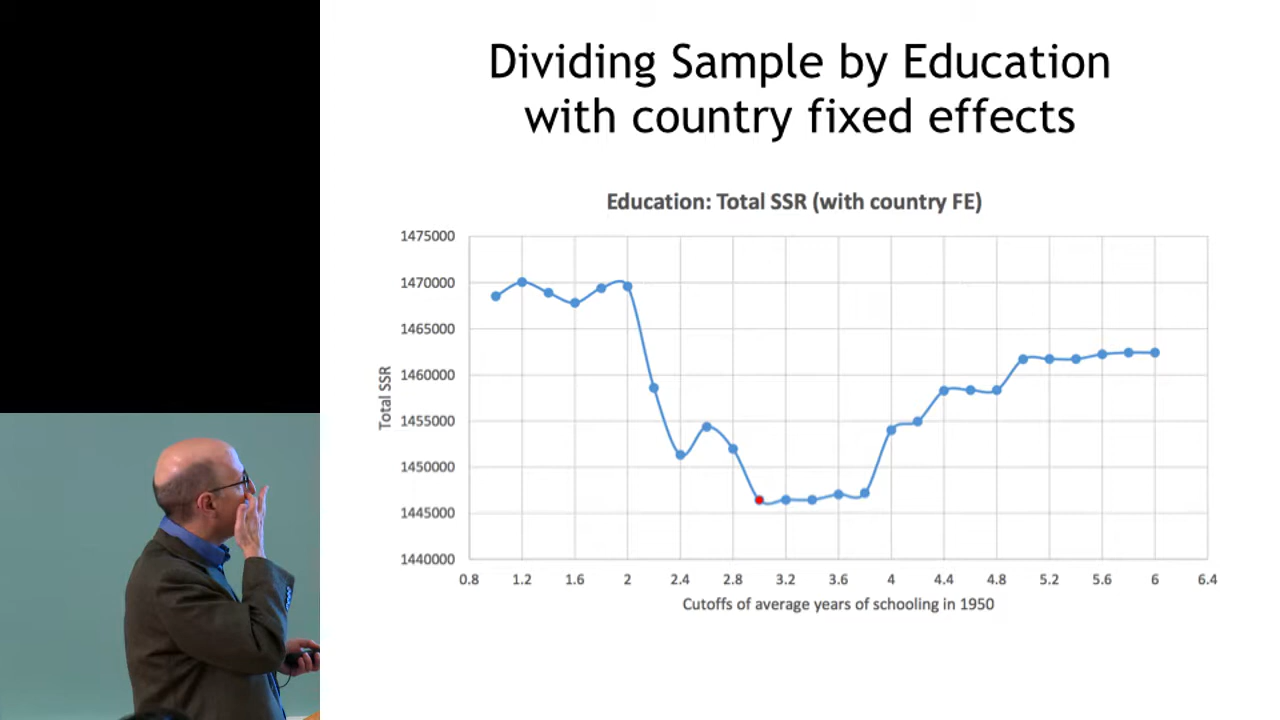 Dividing Sample by Education
with country fixed effects
Education: Total SSR (with country FE)
1475000
1470000
1465000
1460000
1455000
1450000
1445000
1440000
Total SSR
0.8 1.2 1.6 2 2.4 2.8 3.2 3.6 4 4.4 4.8 5.2 5.6 6 6.4
Cutoffs of average years of schooling in 1950